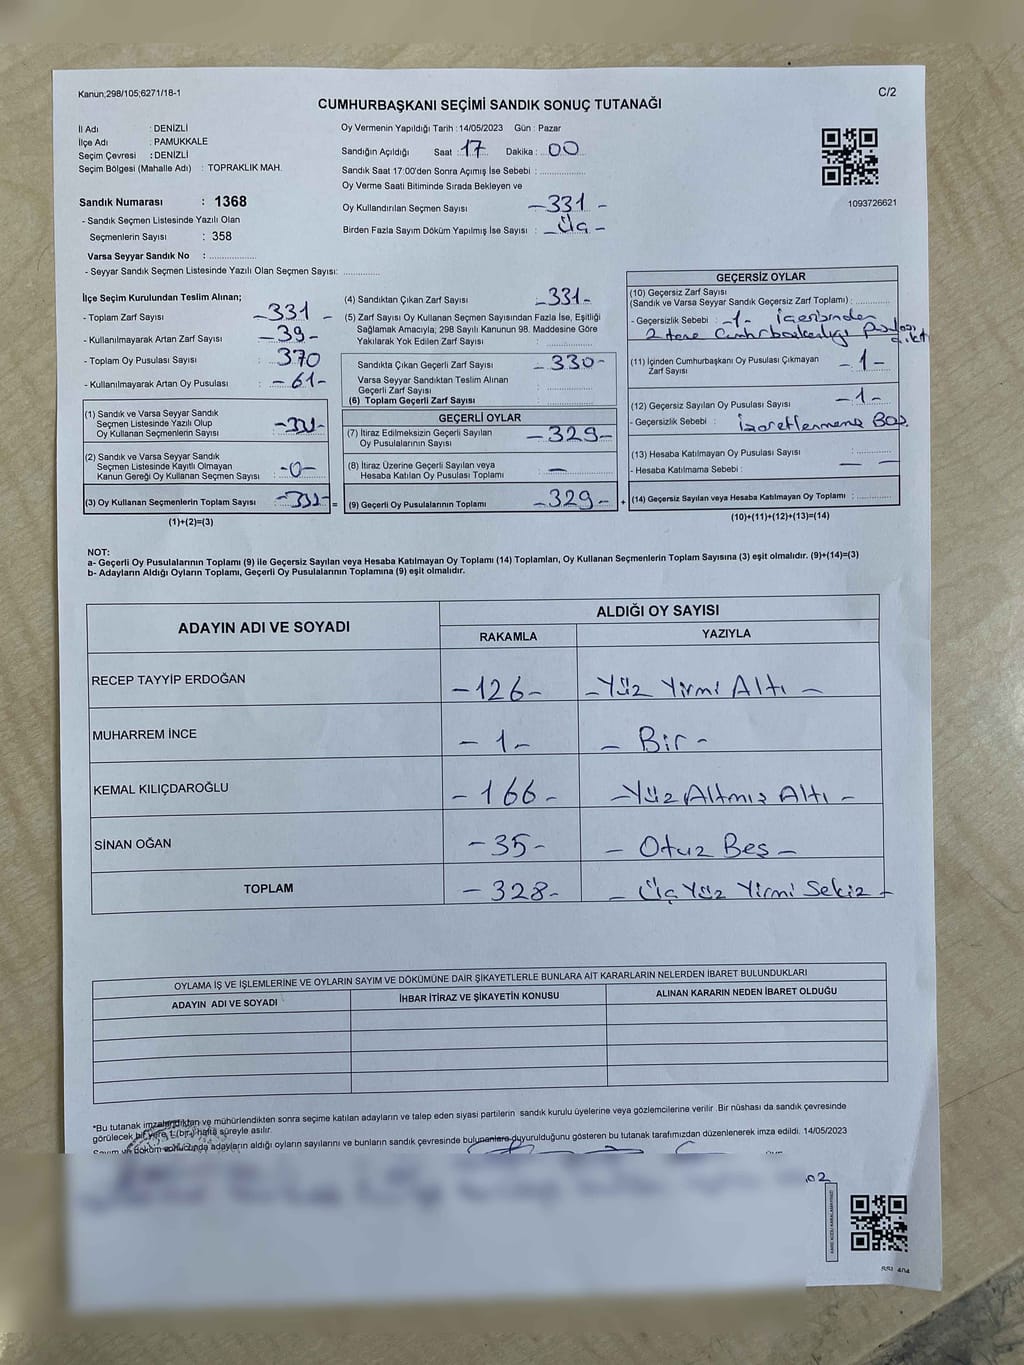 Kanun;298/105;6271/18-1
C/2
CUMHURBAŞKANI SEÇİMİ SANDIK SONUÇ TUTANAĞI
İl Adı : DENİZLİ
İlçe Adı : PAMUKKALE
Seçim Çevresi : DENİZLİ
Seçim Bölgesi (Mahalle Adı) : TOPRAKLIK MAH.
Sandık Numarası : 1368
- Sandık Seçmen Listesinde Yazılı Olan
Seçmenlerin Sayısı : 358
Varsa Seyyar Sandık No : ..................
- Seyyar Sandık Seçmen Listesinde Yazılı Olan Seçmen Sayısı: ..............
Oy Vermenin Yapıldığı Tarih : 14/05/2023 Gün : Pazar
Sandığın Açıldığı Saat : 17 Dakika : 00
Sandık Saat 17:00'den Sonra Açımış İse Sebebi : ..................
Oy Verme Saati Bitiminde Sırada Bekleyen ve
Oy Kullandırılan Seçmen Sayısı – 331 -
Birden Fazla Sayım Döküm Yapılmış İse Sayısı : – Üç -
1093726621
İlçe Seçim Kurulundan Teslim Alınan;
- Toplam Zarf Sayısı : – 331 –
- Kullanılmayarak Artan Zarf Sayısı : – 39 -
- Toplam Oy Pusulası Sayısı : 370
- Kullanılmayarak Artan Oy Pusulası : - 61 -
(1) Sandık ve Varsa Seyyar Sandık
Seçmen Listesinde Yazılı Olup
Oy Kullanan Seçmenlerin Sayısı : - 331 -
(2) Sandık ve Varsa Seyyar Sandık
Seçmen Listesinde Kayıtlı Olmayan
Kanun Gereği Oy Kullanan Seçmen Sayısı : - 0 -
(3) Oy Kullanan Seçmenlerin Toplam Sayısı : - 331 - =
(1)+(2)=(3)
(4) Sandıktan Çıkan Zarf Sayısı – 331 -
(5) Zarf Sayısı Oy Kullanan Seçmen Sayısından Fazla İse, Eşitliği
Sağlamak Amacıyla; 298 Sayılı Kanunun 98. Maddesine Göre
Yakılarak Yok Edilen Zarf Sayısı : ..............
Sandıkta Çıkan Geçerli Zarf Sayısı – 330 -
Varsa Seyyar Sandıktan Teslim Alınan
Geçerli Zarf Sayısı : ..............
(6) Toplam Geçerli Zarf Sayısı : ..............
GEÇERLİ OYLAR
(7) İtiraz Edilmeksizin Geçerli Sayılan
Oy Pusulalarının Sayısı : – 329 –
(8) İtiraz Üzerine Geçerli Sayılan veya
Hesaba Katılan Oy Pusulası Toplamı : –
(9) Geçerli Oy Pusulalarının Toplamı : – 329 – +
GEÇERSİZ OYLAR
(10) Geçersiz Zarf Sayısı
(Sandık ve Varsa Seyyar Sandık Geçersiz Zarf Toplamı) : ............
- Geçersizlik Sebebi : - 1 - İçerisinden
2 tane Cumhurbaşkanlığı Pusulası çıktı
(11) İçinden Cumhurbaşkanı Oy Pusulası Çıkmayan
Zarf Sayısı – 1 –
(12) Geçersiz Sayılan Oy Pusulası Sayısı – 1 –
- Geçersizlik Sebebi : İşaretlenmemiş Boş.
(13) Hesaba Katılmayan Oy Pusulası Sayısı : ............
- Hesaba Katılmama Sebebi : — —
(14) Geçersiz Sayılan veya Hesaba Katılmayan Oy Toplamı : ............
(10)+(11)+(12)+(13)=(14)
NOT:
a- Geçerli Oy Pusulalarının Toplamı (9) ile Geçersiz Sayılan veya Hesaba Katılmayan Oy Toplamı (14) Toplamları, Oy Kullanan Seçmenlerin Toplam Sayısına (3) eşit olmalıdır. (9)+(14)=(3)
b- Adayların Aldığı Oyların Toplamı, Geçerli Oy Pusulalarının Toplamına (9) eşit olmalıdır.
ADAYIN ADI VE SOYADI ALDIĞI OY SAYISI
RAKAMLA YAZIYLA
RECEP TAYYİP ERDOĞAN – 126 – – Yüz Yirmi Altı –
MUHARREM İNCE – 1 – – Bir -
KEMAL KILIÇDAROĞLU – 166 – – Yüz Altmış Altı –
SİNAN OĞAN – 35 – – Otuz Beş –
TOPLAM – 328 – – Üç Yüz Yirmi Sekiz –
OYLAMA İŞ VE İŞLEMLERİNE VE OYLARIN SAYIM VE DÖKÜMÜNE DAİR ŞİKAYETLERLE BUNLARA AİT KARARLARIN NELERDEN İBARET BULUNDUKLARI
ADAYIN ADI VE SOYADI İHBAR İTİRAZ VE ŞİKAYETİN KONUSU ALINAN KARARIN NEDEN İBARET OLDUĞU
*Bu tutanak imzalandıktan ve mühürlendikten sonra seçime katılan adayların ve talep eden siyasi partilerin sandık kurulu üyelerine veya gözlemcilerine verilir .Bir nüshası da sandık çevresinde
görülecek bir yere 1 (bir) hafta süreyle asılır.
Sayım ve döküm sonucunda adayların aldığı oyların sayılarını ve bunların sandık çevresinde bulunanlara duyurulduğunu gösteren bu tutanak tarafımızdan düzenlenerek imza edildi. 14/05/2023